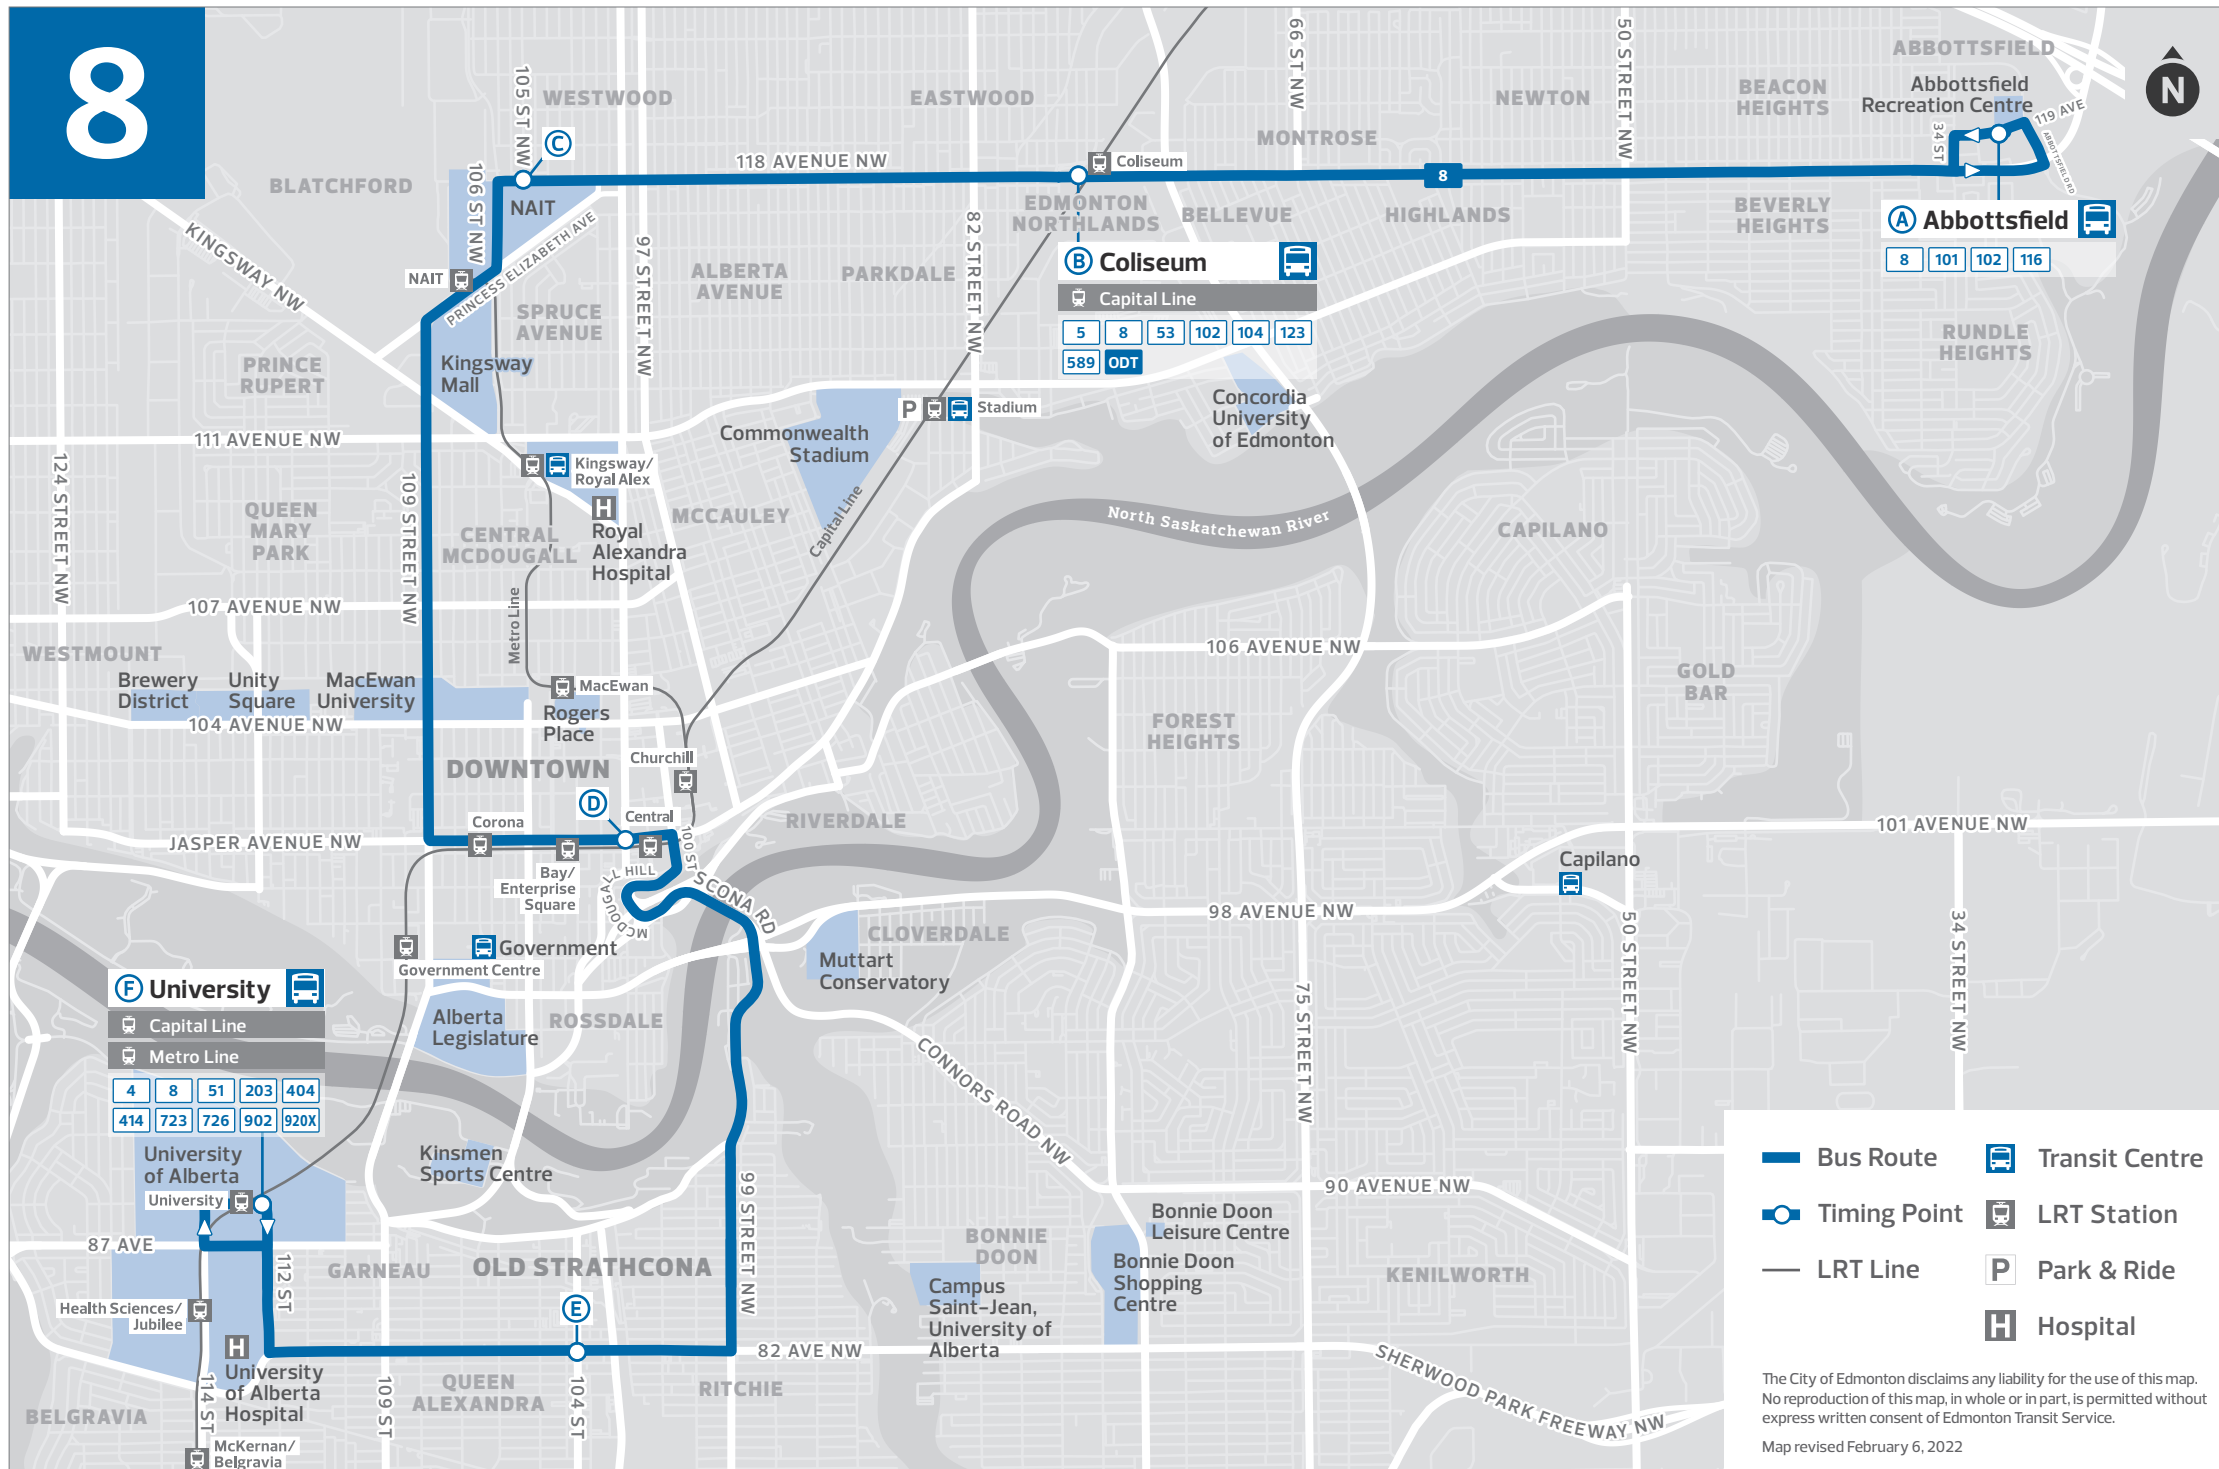 8
N
105 ST NW
WESTWOOD
EASTWOOD
66 ST NW
NEWTON
50 STREET NW
BEACON
HEIGHTS
ABBOTTSFIELD
Abbottsfield
Recreation Centre
119 AVE
34 ST
ABBOTTSFIELD RD
MONTROSE
C
118 AVENUE NW
Coliseum
8
BLATCHFORD
106 ST NW
NAIT
EDMONTON
NORTHLANDS
BELLEVUE
HIGHLANDS
BEVERLY
HEIGHTS
A Abbottsfield
8 101 102 116
KINGSWAY NW
PRINCESS ELIZABETH AVE
97 STREET NW
82 STREET NW
NAIT
ALBERTA
AVENUE
PARKDALE
B Coliseum
Capital Line
5 8 53 102 104 123
589 ODT
SPRUCE
AVENUE
RUNDLE
HEIGHTS
PRINCE
RUPERT
Kingsway
Mall
P
Stadium
Concordia
University
of Edmonton
Commonwealth
Stadium
111 AVENUE NW
Kingsway/
Royal Alex
124 STREET NW
109 STREET NW
QUEEN
MARY
PARK
CENTRAL
MCDOUGALL
H
Royal
Alexandra
Hospital
MCCAULEY
Capital Line
North Saskatchewan River
CAPILANO
107 AVENUE NW
Metro Line
106 AVENUE NW
WESTMOUNT
Brewery
District
Unity
Square
MacEwan
University
MacEwan
Rogers
Place
GOLD
BAR
104 AVENUE NW
FOREST
HEIGHTS
Churchill
DOWNTOWN
D
Corona
Central
RIVERDALE
100 ST
101 AVENUE NW
JASPER AVENUE NW
Bay/
Enterprise
Square
MCDOUGALL HILL
SCONA RD
Capilano
98 AVENUE NW
50 STREET NW
34 STREET NW
CLOVERDALE
Government
Government Centre
Muttart
Conservatory
F University
Capital Line
Metro Line
4 8 51 203 404
414 723 726 902 920X
Alberta
Legislature
ROSSDALE
75 STREET NW
CONNORS ROAD NW
University
of Alberta
University
Kinsmen
Sports Centre
99 STREET NW
90 AVENUE NW
Bonnie Doon
Leisure Centre
87 AVE
BONNIE
DOON
Bonnie Doon
Shopping
Centre
GARNEAU
OLD STRATHCONA
112 ST
KENILWORTH
Campus
Saint-Jean,
University of
Alberta
Health Sciences/
Jubilee
E
H
University
of Alberta
Hospital
82 AVE NW
SHERWOOD PARK FREEWAY NW
BELGRAVIA
114 ST
109 ST
QUEEN
ALEXANDRA
104 ST
RITCHIE
McKernan/
Belgravia
Bus Route
Transit Centre
Timing Point
LRT Station
LRT Line
P Park & Ride
H Hospital
The City of Edmonton disclaims any liability for the use of this map.
No reproduction of this map, in whole or in part, is permitted without
express written consent of Edmonton Transit Service.
Map revised February 6, 2022